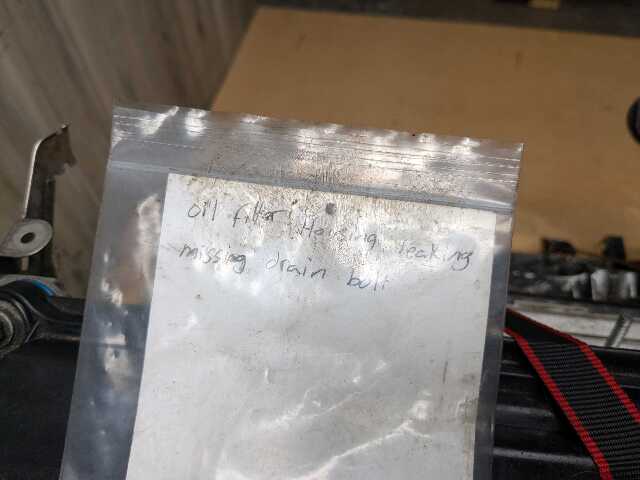 oil filter Housing leaking
missing drain bolt